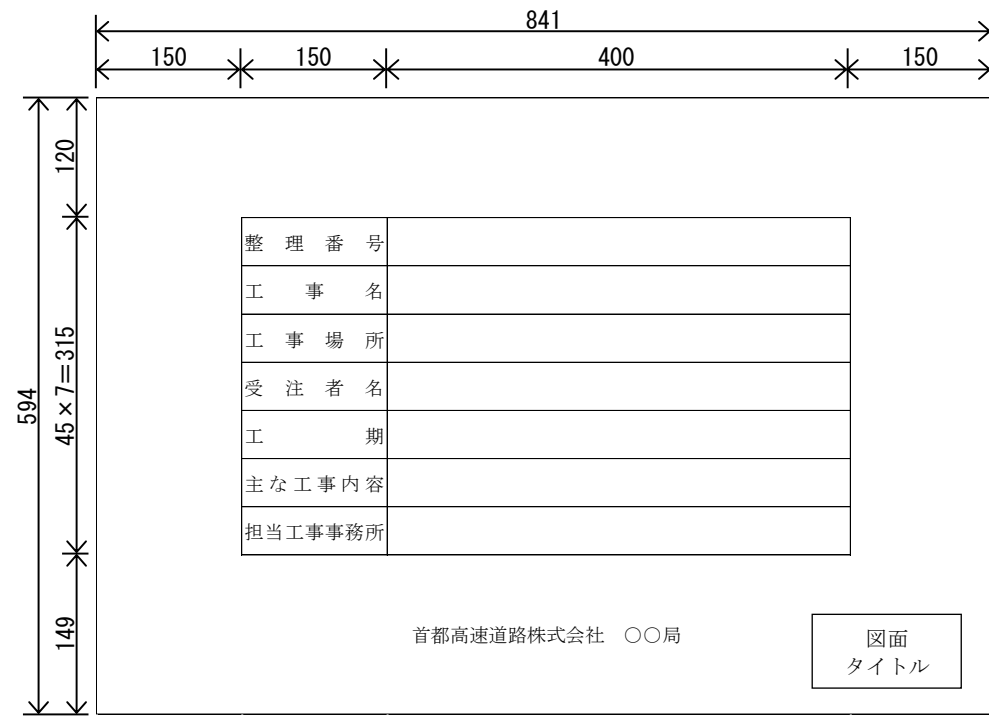 841
150 150 400 150
120
45×7=315
594
149
整理番号
工事名
工事場所
受注者名
工期
主な工事内容
担当工事事務所
首都高速道路株式会社 ○○局
図面
タイトル